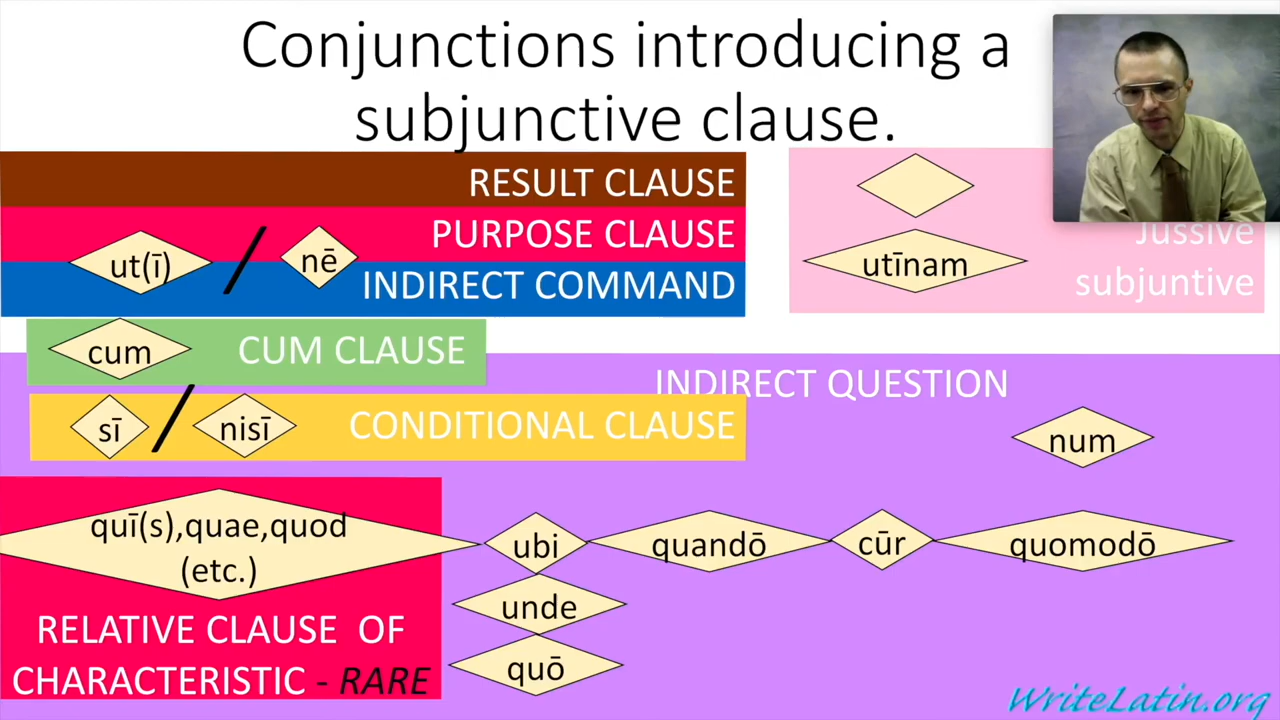 Conjunctions introducing a
subjunctive clause.
RESULT CLAUSE
PURPOSE CLAUSE
ut(ī) / nē
INDIRECT COMMAND
utīnam
Jussive
subjuntive
cum
CUM CLAUSE
INDIRECT QUESTION
sī / nisī
CONDITIONAL CLAUSE
num
quī(s),quae,quod
(etc.)
ubi
quandō
cūr
quomodō
unde
quō
RELATIVE CLAUSE OF
CHARACTERISTIC - RARE
WriteLatin.org